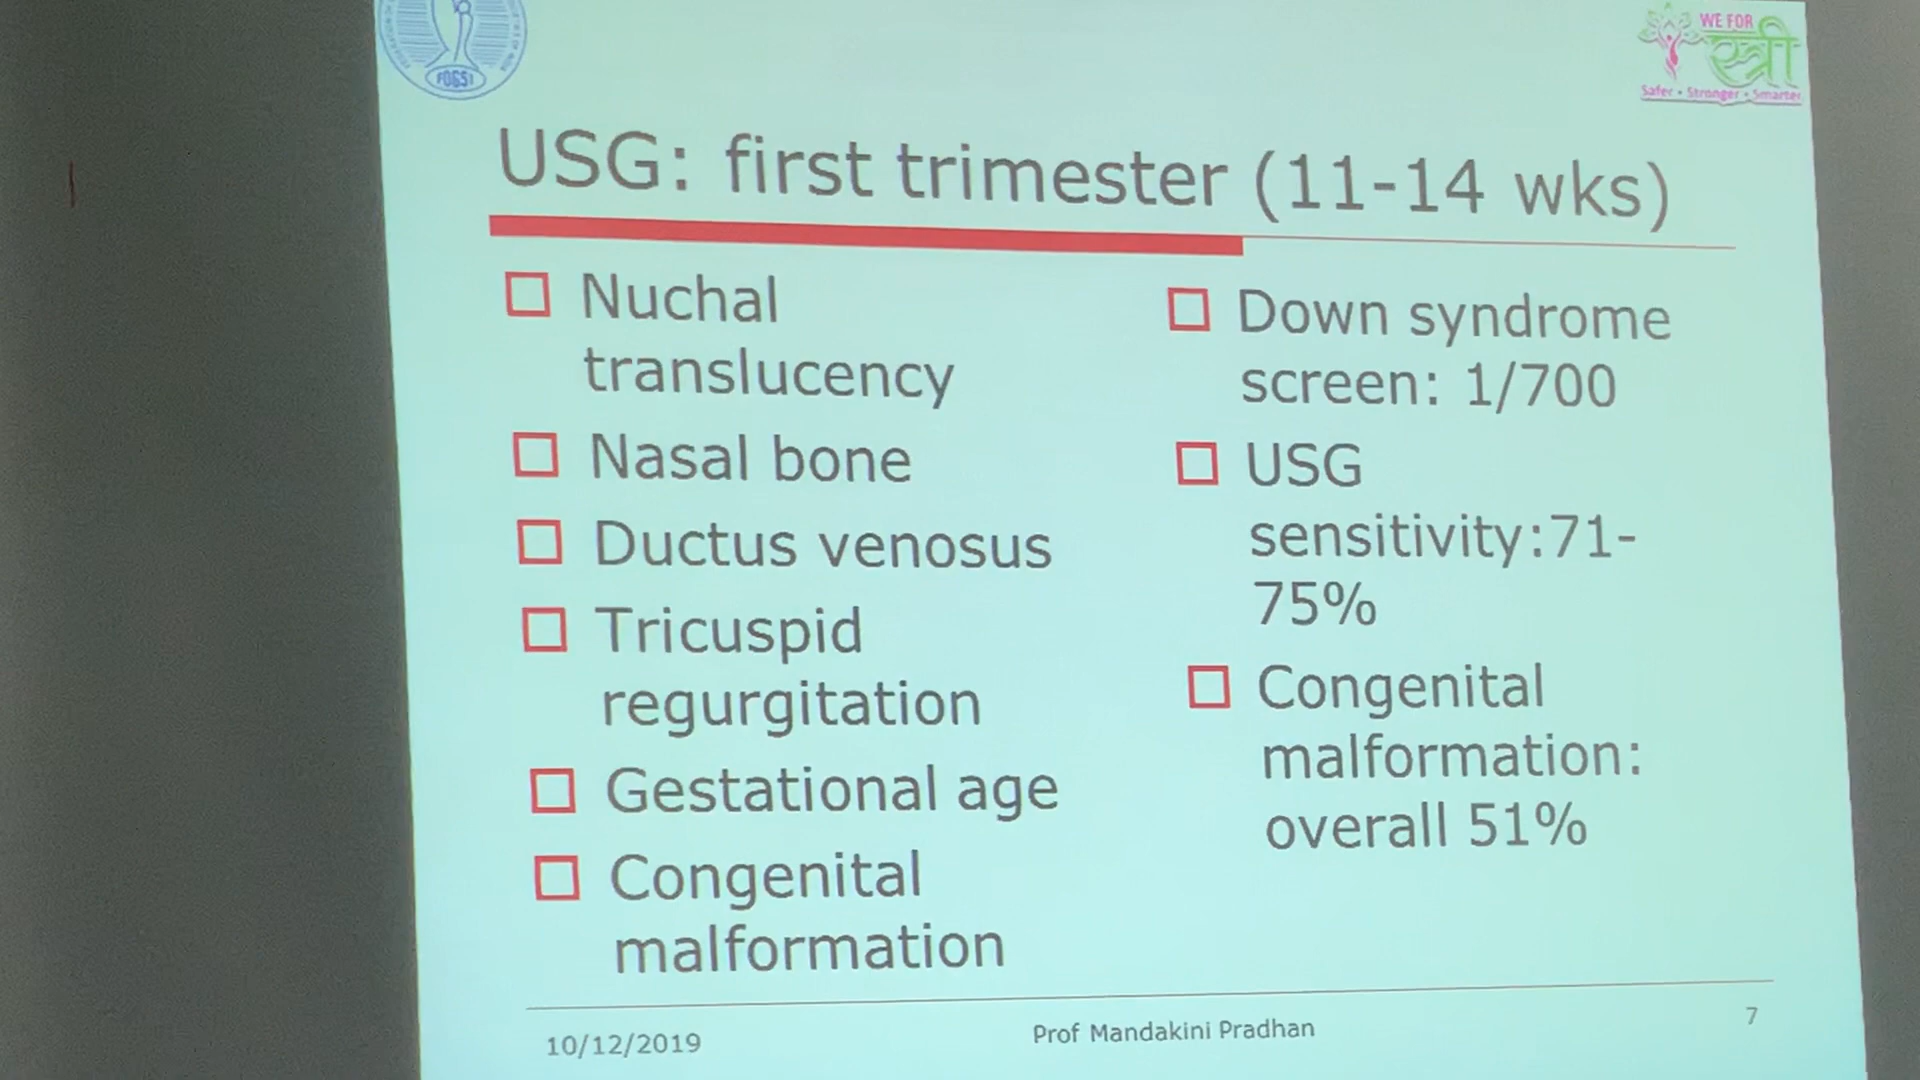 FOGSI
WE FOR
स्त्री
Safer • Stronger • Smarter
USG: first trimester (11-14 wks)
Nuchal
translucency
Nasal bone
Ductus venosus
Tricuspid
regurgitation
Gestational age
Congenital
malformation
Down syndrome
screen: 1/700
USG
sensitivity:71-
75%
Congenital
malformation:
overall 51%
10/12/2019
Prof Mandakini Pradhan
7